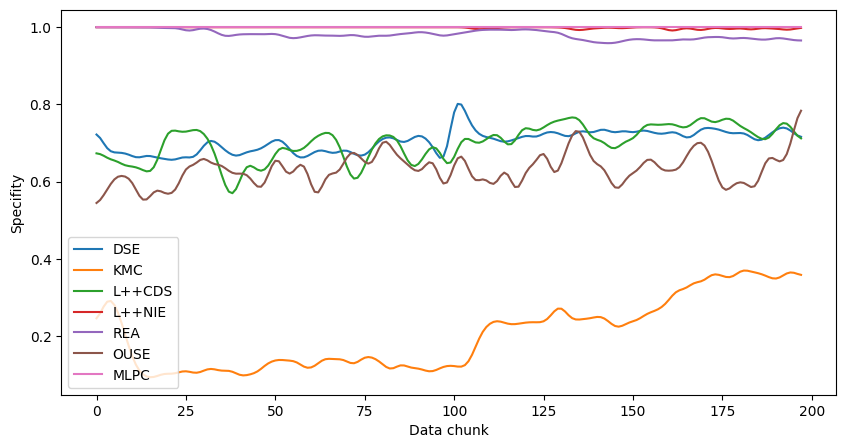 1.0
0.8
0.6
0.4
0.2
Specifity
DSE
KMC
L++CDS
L++NIE
REA
OUSE
MLPC
0 25 50 75 100 125 150 175 200
Data chunk